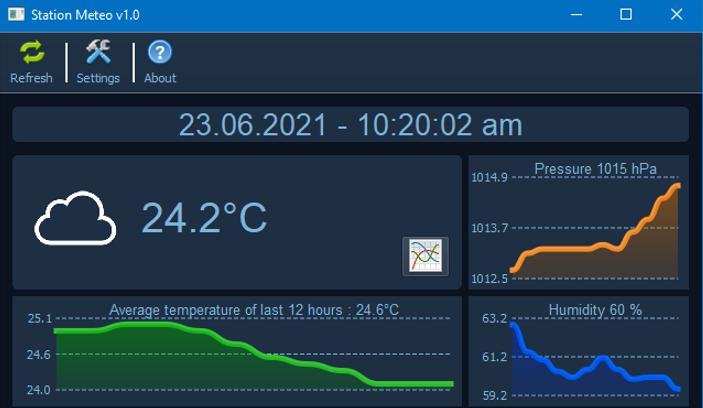 Station Meteo v1.0
Refresh
Settings
? About
23.06.2021 - 10:20:02 am
24.2°C
Pressure 1015 hPa
1014.9
1013.7
1012.5
Average temperature of last 12 hours : 24.6°C
25.1
24.6
24.0
Humidity 60 %
63.2
61.2
59.2